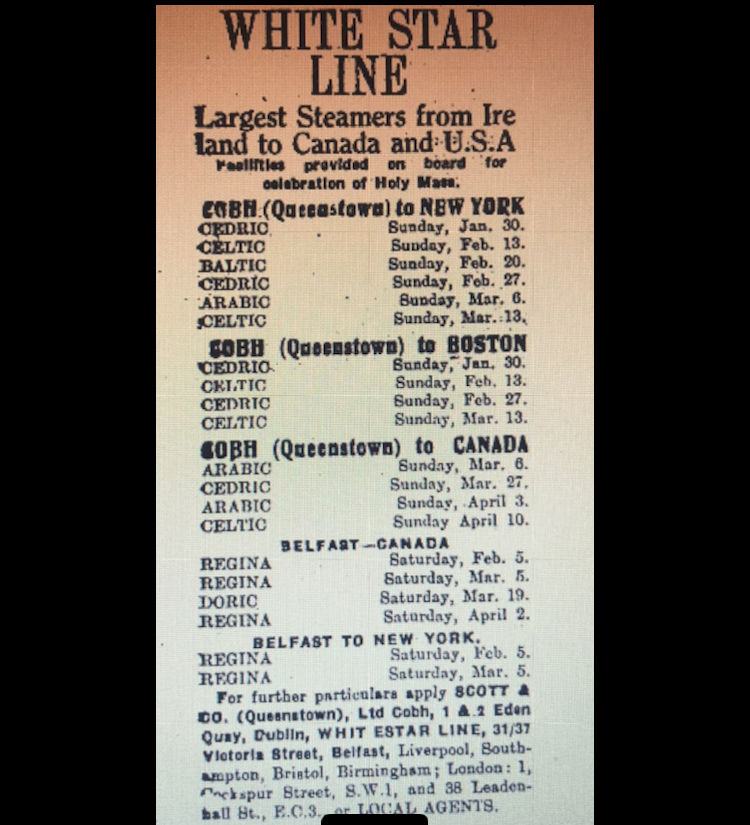 WHITE STAR
LINE
Largest Steamers from Ire
land to Canada and U.S.A
Facilities provided on board for
celebration of Holy Mass.
COBH (Queenstown) to NEW YORK
CEDRIC Sunday, Jan. 30.
CELTIC Sunday, Feb. 13.
BALTIC Sunday, Feb. 20.
CEDRIC Sunday, Feb. 27.
ARABIC Sunday, Mar. 6.
CELTIC Sunday, Mar. 13.
COBH (Queenstown) to BOSTON
CEDRIC Sunday, Jan. 30.
CELTIC Sunday, Feb. 13.
CEDRIC Sunday, Feb. 27.
CELTIC Sunday, Mar. 13.
COBH (Queenstown) to CANADA
ARABIC Sunday, Mar. 6.
CEDRIC Sunday, Mar. 27.
ARABIC Sunday, April 3.
CELTIC Sunday April 10.
BELFAST—CANADA
REGINA Saturday, Feb. 5.
REGINA Saturday, Mar. 5.
DORIC Saturday, Mar. 19.
REGINA Saturday, April 2.
BELFAST TO NEW YORK.
REGINA Saturday, Feb. 5.
REGINA Saturday, Mar. 5.
For further particulars apply SCOTT &
CO. (Queenstown), Ltd Cobh, 1 & 2 Eden
Quay, Dublin, WHIT ESTAR LINE, 31/37
Victoria Street, Belfast, Liverpool, South-
ampton, Bristol, Birmingham; London: 1,
Cockspur Street, S.W.1, and 38 Leaden-
hall St., E.C.3. or LOCAL AGENTS.